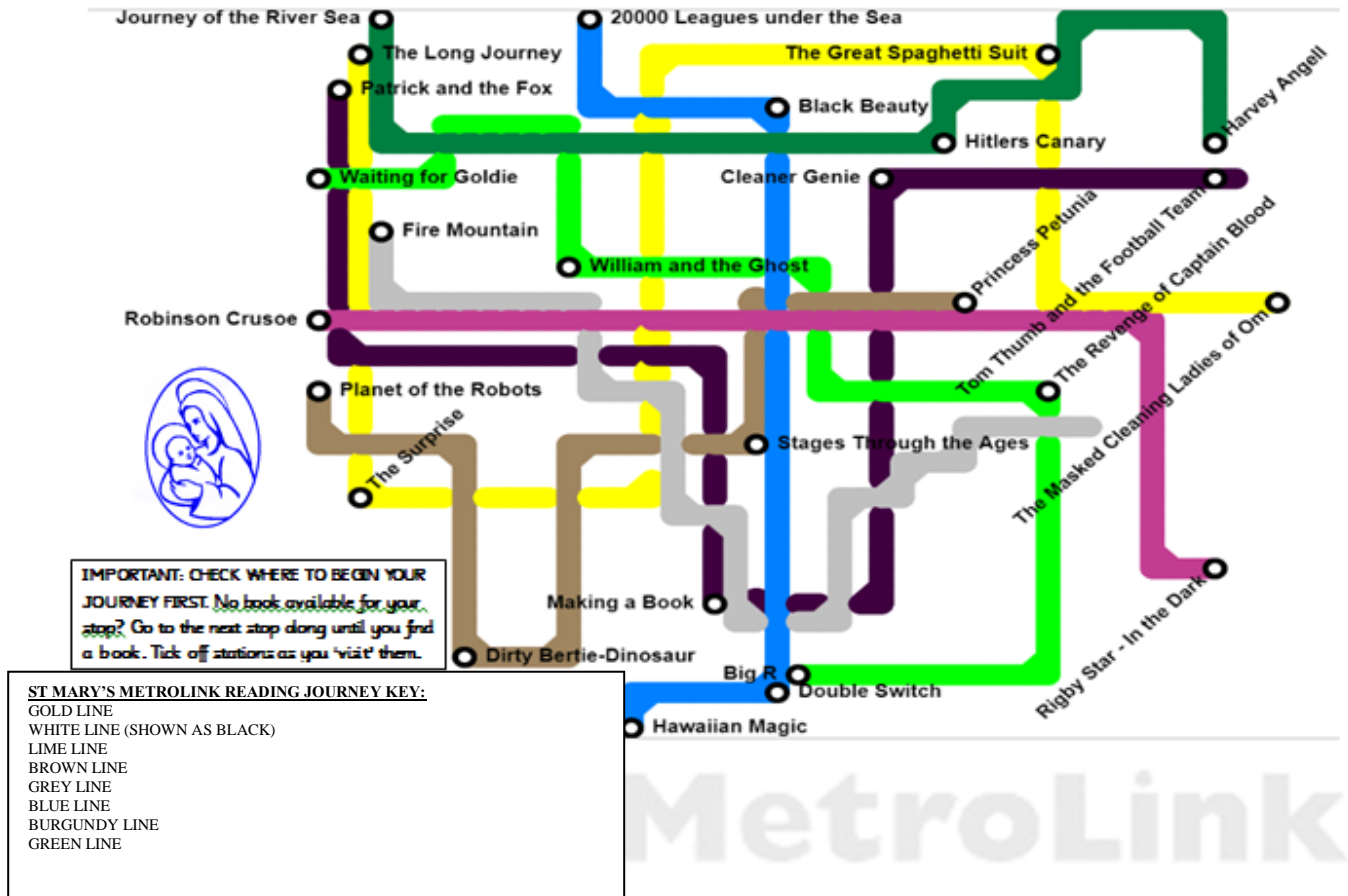 Journey of the River Sea
20000 Leagues under the Sea
The Long Journey
The Great Spaghetti Suit
Patrick and the Fox
Black Beauty
Harvey Angell
Hitlers Canary
Waiting for Goldie
Cleaner Genie
Fire Mountain
William and the Ghost
Princess Petunia
Tom Thumb and the Football Team
The Revenge of Captain Blood
Robinson Crusoe
The Masked Cleaning Ladies of Om
Planet of the Robots
The Surprise
Stages Through the Ages
Making a Book
Dirty Bertie-Dinosaur
Big R
Double Switch
Rigby Star - In the Dark
Hawaiian Magic
IMPORTANT: CHECK WHERE TO BEGIN YOUR
JOURNEY FIRST. No book available for your
stop? Go to the next stop along until you find
a book. Tick off stations as you 'visit' them.
ST MARY'S METROLINK READING JOURNEY KEY:
GOLD LINE
WHITE LINE (SHOWN AS BLACK)
LIME LINE
BROWN LINE
GREY LINE
BLUE LINE
BURGUNDY LINE
GREEN LINE
MetroLink